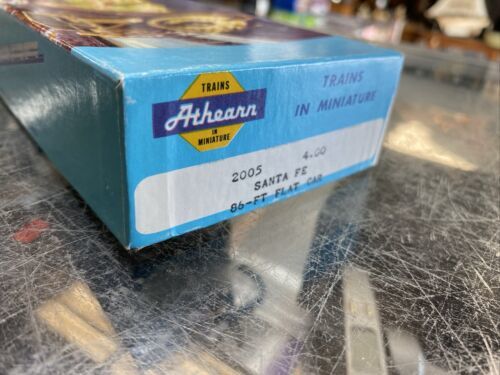 TRAINS
Athearn
IN
MINIATURE
TRAINS
IN MINIATURE
2005 4.00
SANTA FE
86-FT FLAT CAR